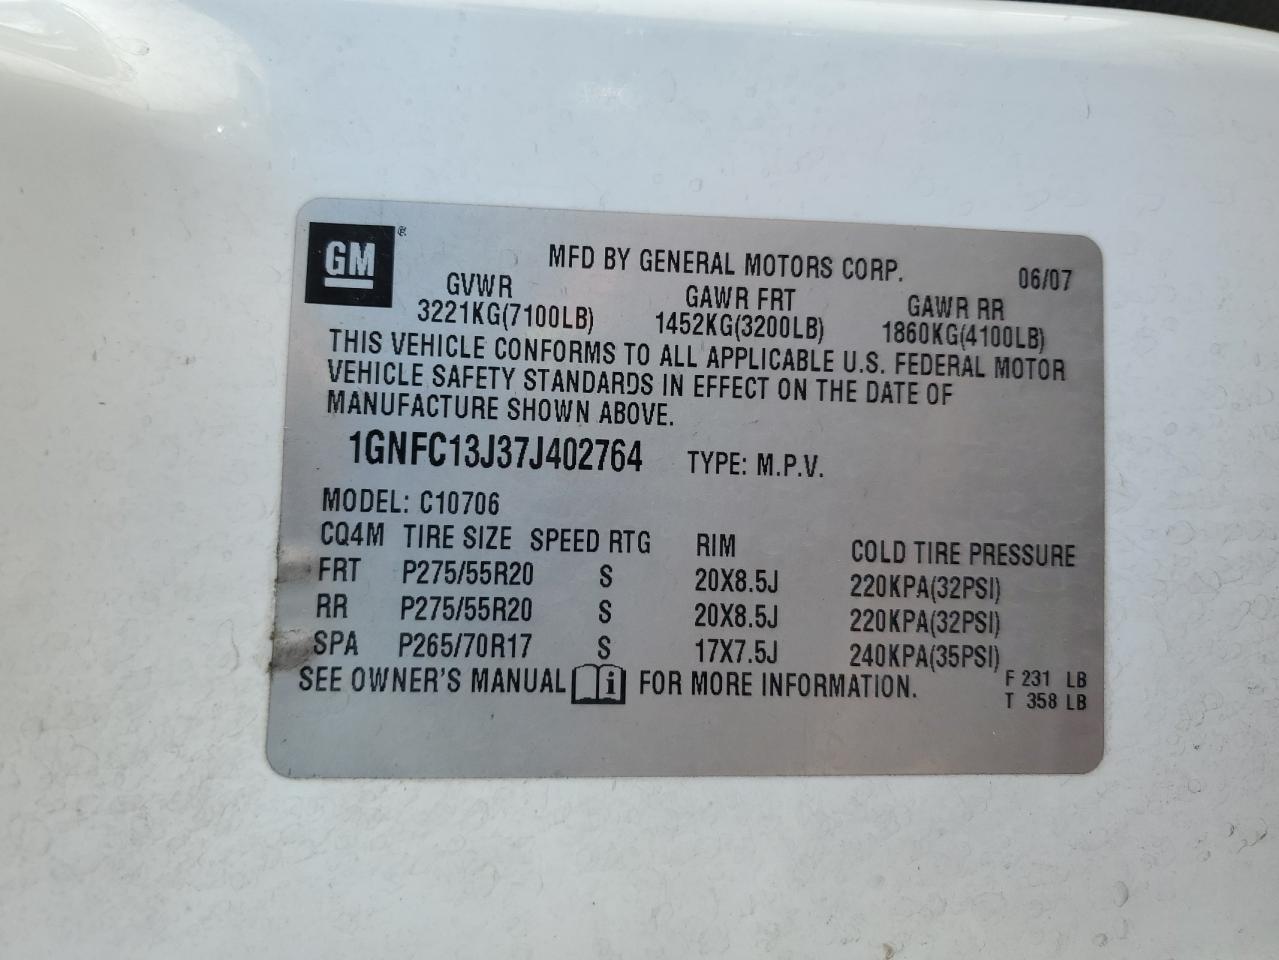 GM®
MFD BY GENERAL MOTORS CORP. 06/07
GVWR GAWR FRT GAWR RR
3221KG(7100LB) 1452KG(3200LB) 1860KG(4100LB)
THIS VEHICLE CONFORMS TO ALL APPLICABLE U.S. FEDERAL MOTOR
VEHICLE SAFETY STANDARDS IN EFFECT ON THE DATE OF
MANUFACTURE SHOWN ABOVE.
1GNFC13J37J402764 TYPE: M.P.V.
MODEL: C10706
CQ4M TIRE SIZE SPEED RTG RIM COLD TIRE PRESSURE
FRT P275/55R20 S 20X8.5J 220KPA(32PSI)
RR P275/55R20 S 20X8.5J 220KPA(32PSI)
SPA P265/70R17 S 17X7.5J 240KPA(35PSI)
SEE OWNER'S MANUAL i FOR MORE INFORMATION. F 231 LB
T 358 LB